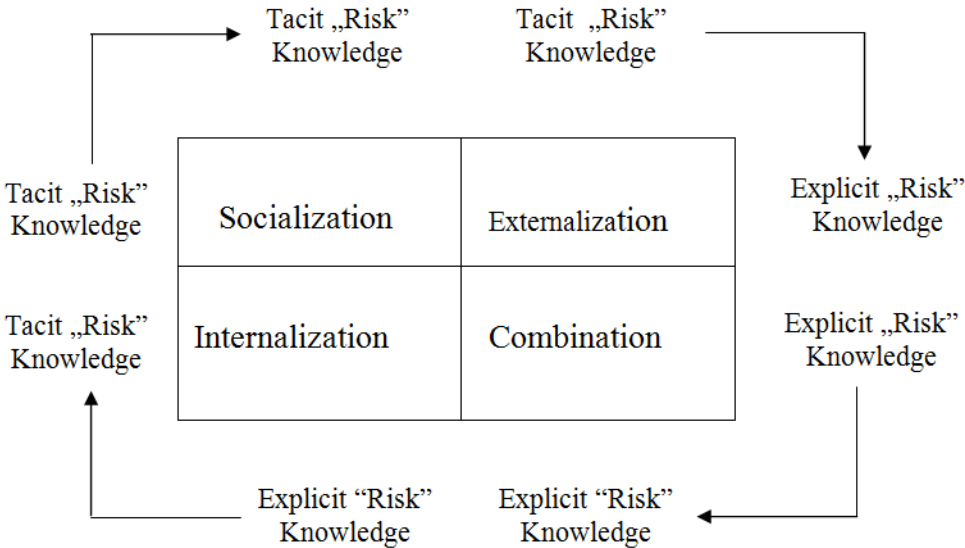 Tacit „Risk”
Knowledge
Tacit „Risk”
Knowledge
Tacit „Risk”
Knowledge
Explicit „Risk”
Knowledge
Socialization
Externalization
Tacit „Risk”
Knowledge
Explicit „Risk”
Knowledge
Internalization
Combination
Explicit “Risk”
Knowledge
Explicit “Risk”
Knowledge